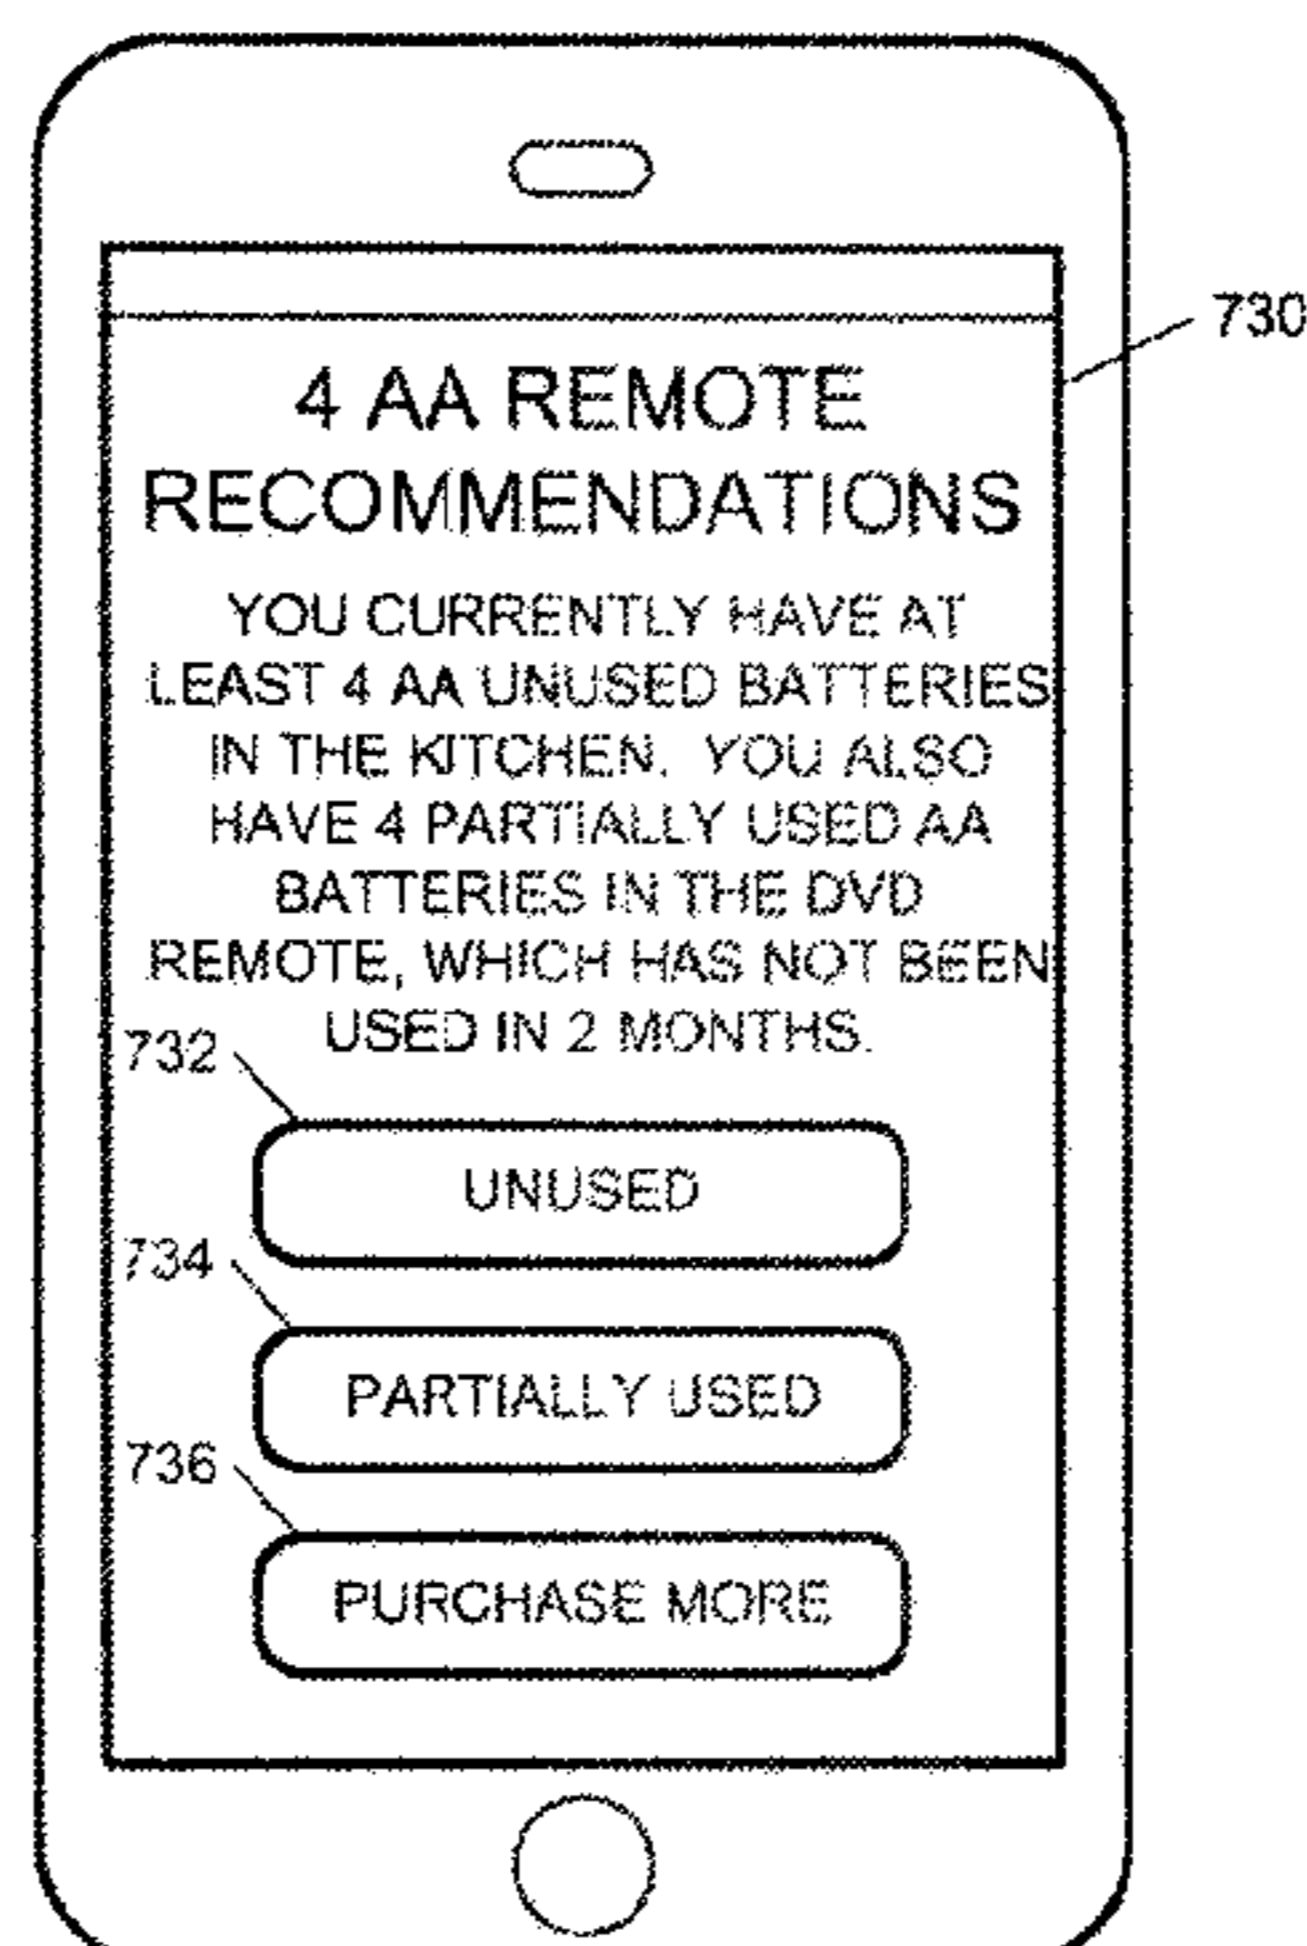 730
4 AA REMOTE
RECOMMENDATIONS
YOU CURRENTLY HAVE AT
LEAST 4 AA UNUSED BATTERIES
IN THE KITCHEN. YOU ALSO
HAVE 4 PARTIALLY USED AA
BATTERIES IN THE DVD
REMOTE, WHICH HAS NOT BEEN
USED IN 2 MONTHS.
732
UNUSED
734
PARTIALLY USED
736
PURCHASE MORE